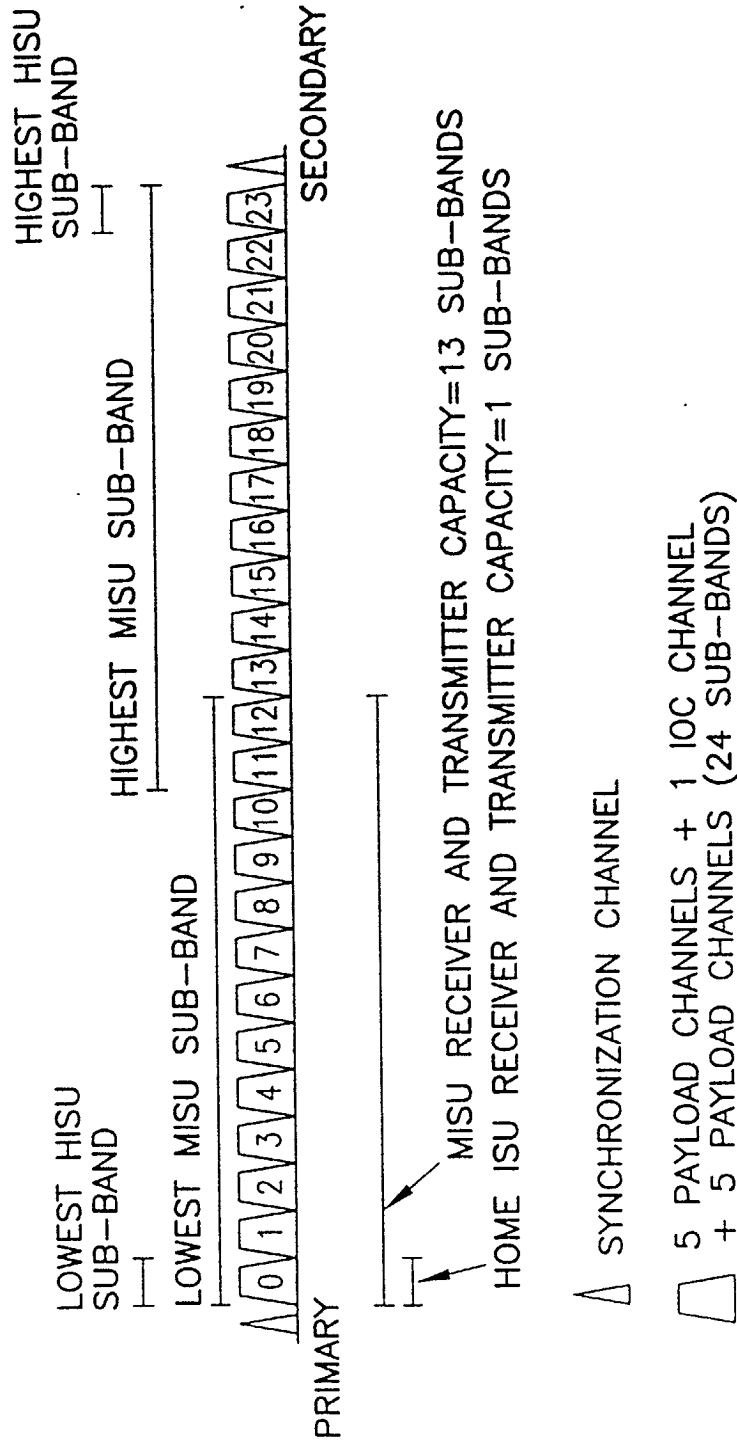 HIGHEST HISU
SUB-BAND
HIGHEST MISU SUB-BAND
LOWEST HISU
SUB-BAND
LOWEST MISU SUB-BAND
0 1 2 3 4 5 6 7 8 9 10 11 12 13 14 15 16 17 18 19 20 21 22 23
PRIMARY
SECONDARY
MISU RECEIVER AND TRANSMITTER CAPACITY=13 SUB-BANDS
HOME ISU RECEIVER AND TRANSMITTER CAPACITY=1 SUB-BANDS
SYNCHRONIZATION CHANNEL
5 PAYLOAD CHANNELS + 1 IOC CHANNEL
+ 5 PAYLOAD CHANNELS (24 SUB-BANDS)